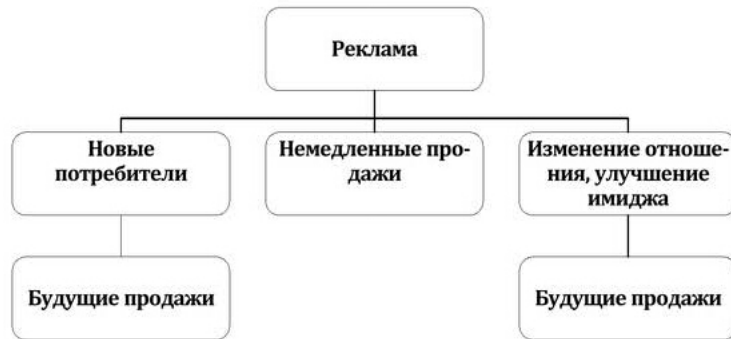 Реклама
Новые
потребители
Немедленные про-
дажи
Изменение отноше-
ния, улучшение
имиджа
Будущие продажи
Будущие продажи